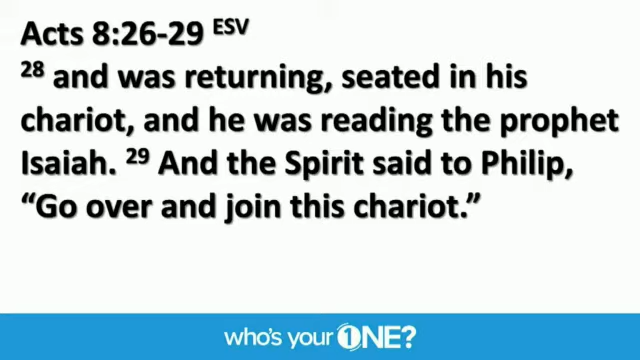 Acts 8:26-29 ESV
28 and was returning, seated in his
chariot, and he was reading the prophet
Isaiah. 29 And the Spirit said to Philip,
“Go over and join this chariot.”
who's your 1NE?